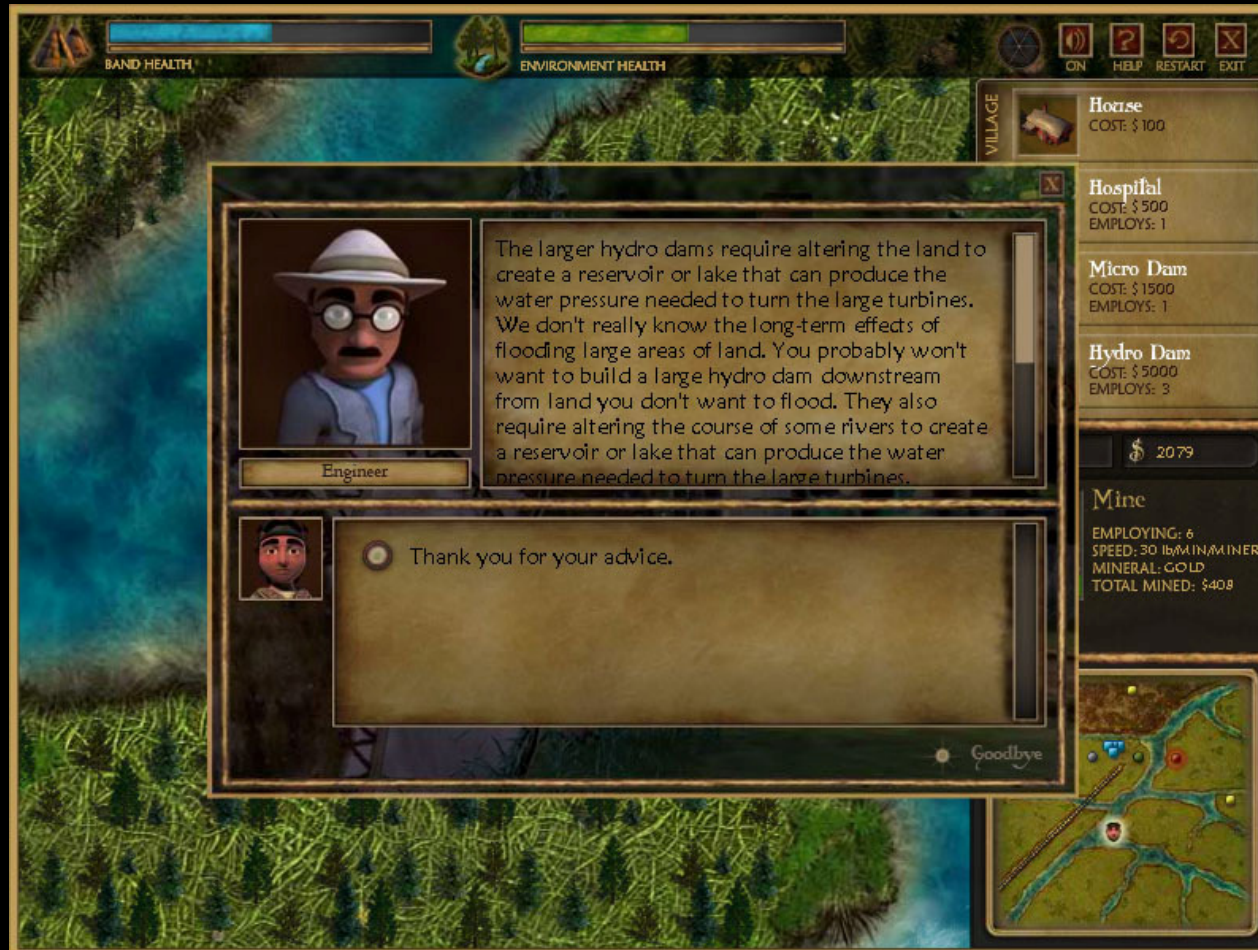 BAND HEALTH
ENVIRONMENT HEALTH
ON
HELP
RESTART
EXIT
VILLAGE
House
COST: $100
Hospital
COST: $500
EMPLOYS: 1
Micro Dam
COST: $1500
EMPLOYS: 1
Hydro Dam
COST: $5000
EMPLOYS: 3
X
The larger hydro dams require altering the land to
create a reservoir or lake that can produce the
water pressure needed to turn the large turbines.
We don't really know the long-term effects of
flooding large areas of land. You probably won't
want to build a large hydro dam downstream
from land you don't want to flood. They also
require altering the course of some rivers to create
a reservoir or lake that can produce the water
pressure needed to turn the large turbines.
Engineer
Thank you for your advice.
Goodbye
$ 2079
Mine
EMPLOYING: 6
SPEED: 30 lb/MIN/MINER
MINERAL: GOLD
TOTAL MINED: $408